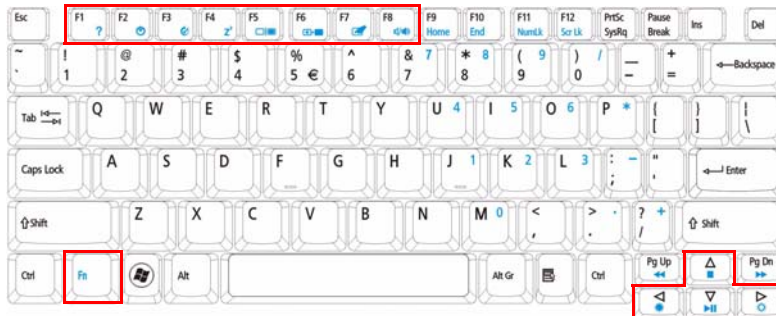 Esc F1 ? F2 F3 F4 zᶻ F5 F6 F7 F8 F9 Home F10 End F11 NumLk F12 Scr Lk PrtSc SysRq Pause Break Ins Del
~ ` ! 1 @ 2 # 3 $ 4 % 5 € ^ 6 & 7 7 * 8 8 ( 9 9 ) 0 / _ - + = Backspace
Tab Q W E R T Y U 4 I 5 O 6 P * { [ } ] | \
Caps Lock A S D F G H J 1 K 2 L 3 : ; - " ' Enter
Shift Z X C V B N M 0 < , > . . ? / + Shift
Ctrl Fn Alt Alt Gr Ctrl Pg Up Pg Dn